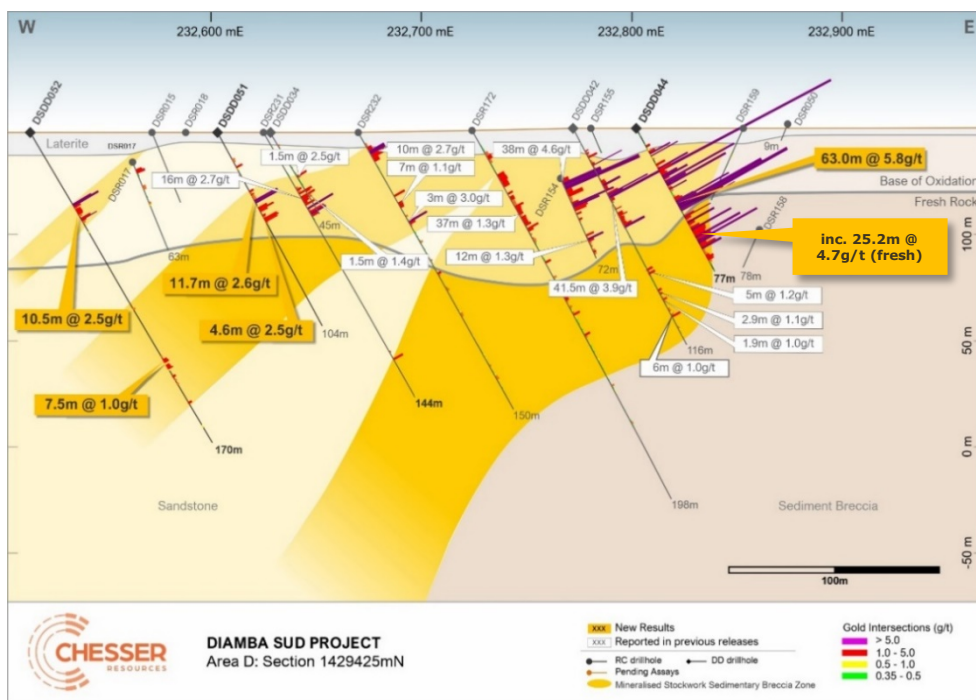 W
232,600 mE
232,700 mE
232,800 mE
232,900 mE
E
DSDD052
DSR015
DSR018
DSDD051
DSR231
DSDD034
DSR232
DSR172
DSDD042
DSR155
DSDD044
DSR159
DSR050
Laterite
DSR017
DSR017
1.5m @ 2.5g/t
10m @ 2.7g/t
38m @ 4.6g/t
9m
63.0m @ 5.8g/t
16m @ 2.7g/t
7m @ 1.1g/t
DSR154
Base of Oxidation
3m @ 3.0g/t
Fresh Rock
45m
37m @ 1.3g/t
DSR158
100 m
inc. 25.2m @
4.7g/t (fresh)
63m
1.5m @ 1.4g/t
12m @ 1.3g/t
72m
78m
77m
11.7m @ 2.6g/t
41.5m @ 3.9g/t
5m @ 1.2g/t
10.5m @ 2.5g/t
4.6m @ 2.5g/t
104m
2.9m @ 1.1g/t
1.9m @ 1.0g/t
116m
50 m
6m @ 1.0g/t
7.5m @ 1.0g/t
144m
150m
170m
0 m
Sandstone
198m
Sediment Breccia
-50 m
100m
CHESSER
RESOURCES
DIAMBA SUD PROJECT
Area D: Section 1429425mN
XXX New Results
XXX Reported in previous releases
RC drillhole
DD drillhole
Pending Assays
Mineralised Stockwork Sedimentary Breccia Zone
Gold Intersections (g/t)
> 5.0
1.0 - 5.0
0.5 - 1.0
0.35 - 0.5